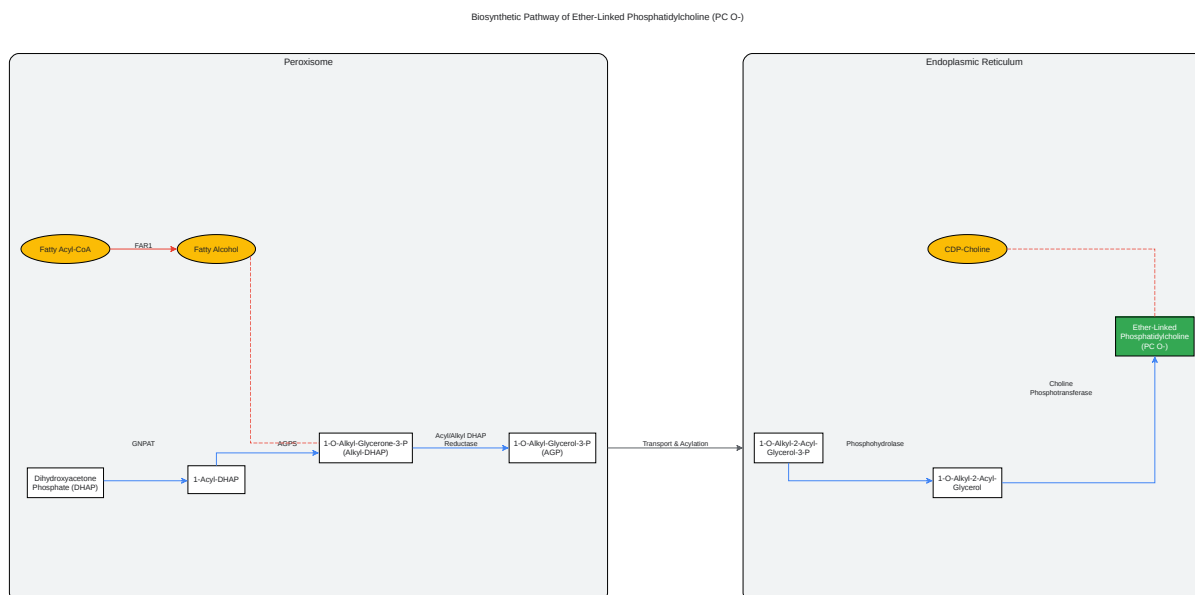 Biosynthetic Pathway of Ether-Linked Phosphatidylcholine (PC O-)
Peroxisome
Endoplasmic Reticulum
Fatty Acyl-CoA
FAR1
Fatty Alcohol
CDP-Choline
Ether-Linked
Phosphatidylcholine
(PC O-)
Choline
Phosphotransferase
GNPAT
AGPS
1-O-Alkyl-Glycerone-3-P
(Alkyl-DHAP)
Acyl/Alkyl DHAP
Reductase
1-O-Alkyl-Glycerol-3-P
(AGP)
Transport & Acylation
1-O-Alkyl-2-Acyl-
Glycerol-3-P
Phosphohydrolase
Dihydroxyacetone
Phosphate (DHAP)
1-Acyl-DHAP
1-O-Alkyl-2-Acyl-
Glycerol